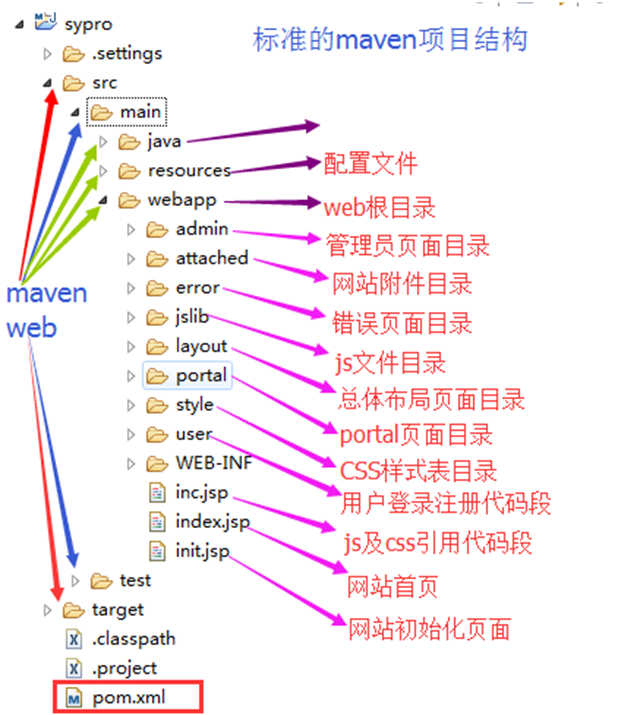 sypro
标准的maven项目结构
.settings
src
main
java
resources
配置文件
webapp
web根目录
admin
管理员页面目录
attached
网站附件目录
error
错误页面目录
jslib
js文件目录
layout
总体布局页面目录
portal
portal页面目录
style
CSS样式表目录
user
用户登录注册代码段
WEB-INF
inc.jsp
js及css引用代码段
index.jsp
网站首页
init.jsp
网站初始化页面
maven
web
test
target
.classpath
.project
pom.xml